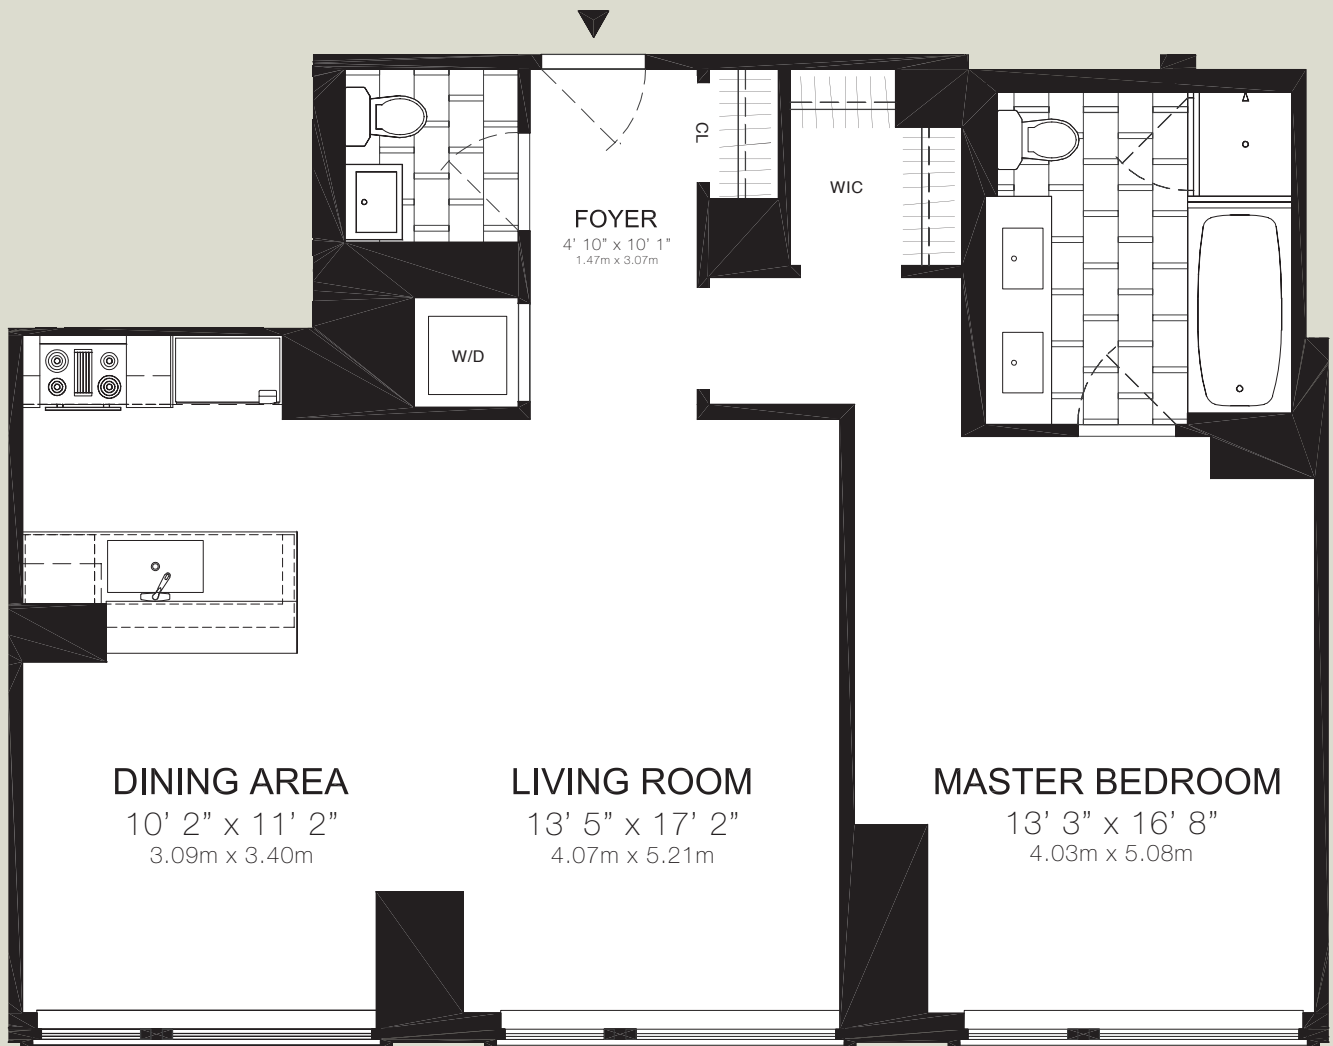 CL
WIC
FOYER
4’ 10” x 10’ 1”
1.47m x 3.07m
W/D
DINING AREA
10’ 2” x 11’ 2”
3.09m x 3.40m
LIVING ROOM
13’ 5” x 17’ 2”
4.07m x 5.21m
MASTER BEDROOM
13’ 3” x 16’ 8”
4.03m x 5.08m